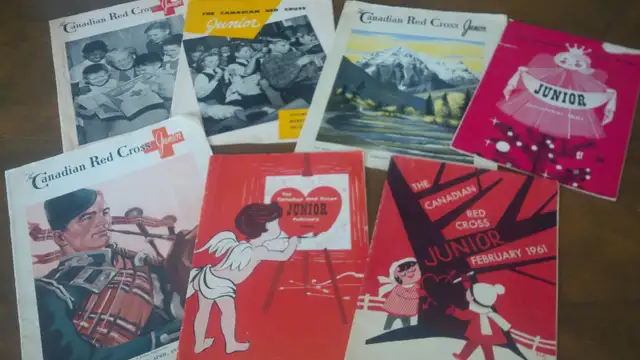 The Canadian Red Cross Junior
THE CANADIAN RED CROSS
Junior
The Canadian Red Cross Junior
JUNIOR
The Canadian Red Cross Junior
The Canadian Red Cross
JUNIOR
February
THE
CANADIAN
RED
CROSS
JUNIOR
FEBRUARY 1961